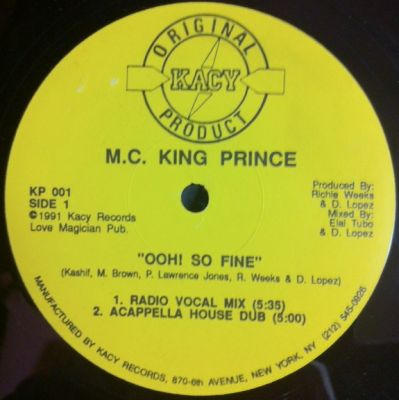 ORIGINAL
KACY
PRODUCT
M.C. KING PRINCE
KP 001
SIDE 1
©1991 Kacy Records
Love Magician Pub.
Produced By:
Richie Weeks
& D. Lopez
Mixed By:
Elai Tubo
& D. Lopez
"OOH! SO FINE"
(Kashif, M. Brown, P. Lawrence Jones, R. Weeks & D. Lopez)
1. RADIO VOCAL MIX (5:35)
2. ACAPPELLA HOUSE DUB (5:00)
MANUFACTURED BY KACY RECORDS, 870-6th AVENUE, NEW YORK, NY (212) 545-0926